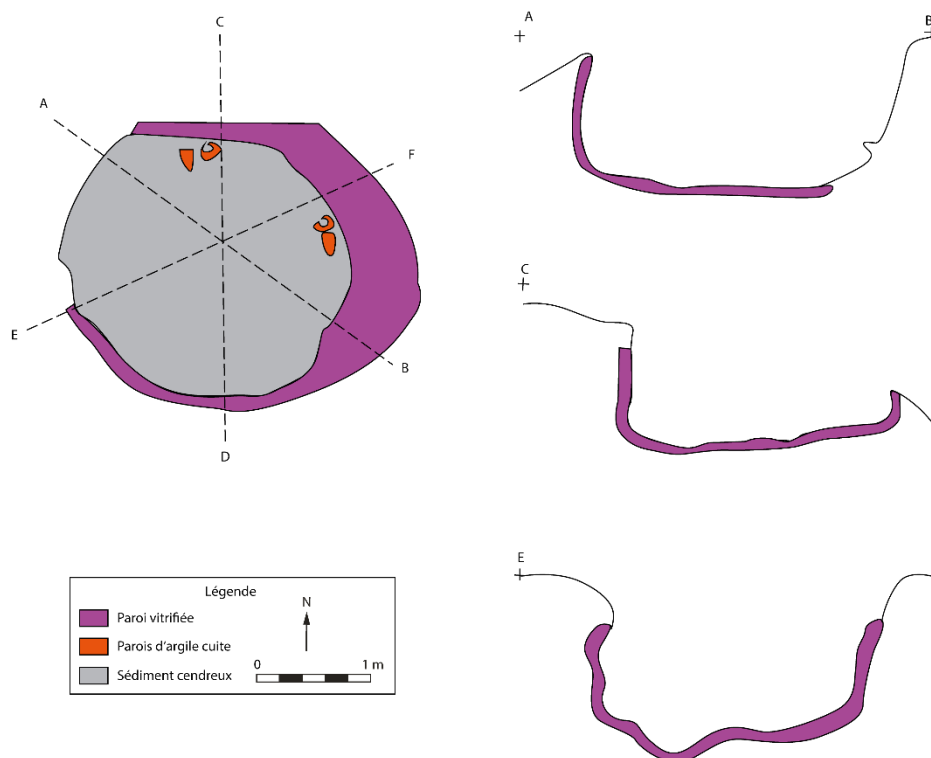 C
A
F
E
B
D
A
B
C
E
Légende
Paroi vitrifiée
Parois d'argile cuite
Sédiment cendreux
N
0 1 m